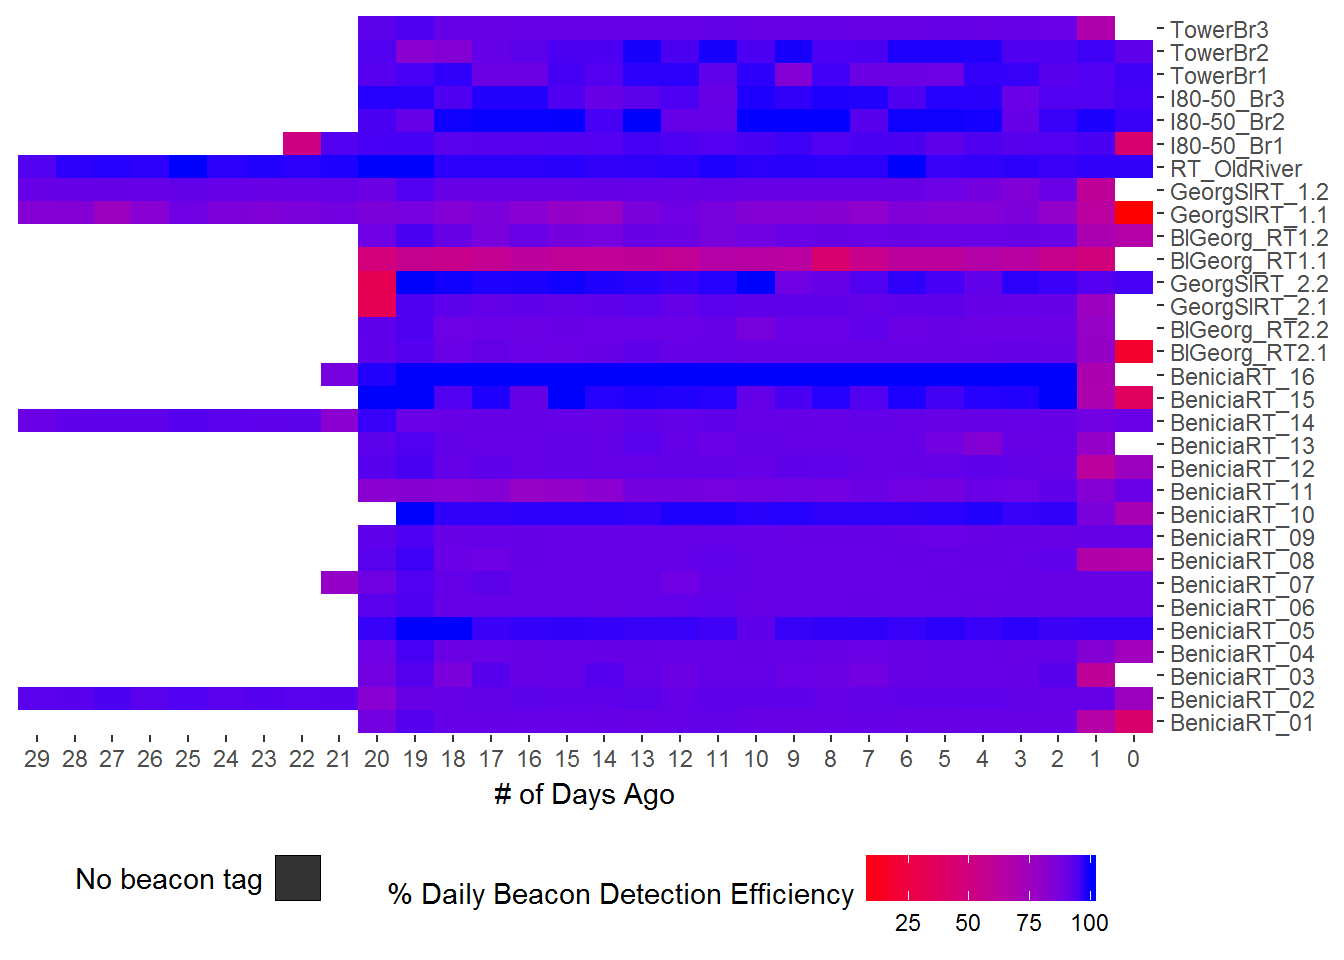 TowerBr3
TowerBr2
TowerBr1
I80-50_Br3
I80-50_Br2
I80-50_Br1
RT_OldRiver
GeorgSlRT_1.2
GeorgSlRT_1.1
BlGeorg_RT1.2
BlGeorg_RT1.1
GeorgSlRT_2.2
GeorgSlRT_2.1
BlGeorg_RT2.2
BlGeorg_RT2.1
BeniciaRT_16
BeniciaRT_15
BeniciaRT_14
BeniciaRT_13
BeniciaRT_12
BeniciaRT_11
BeniciaRT_10
BeniciaRT_09
BeniciaRT_08
BeniciaRT_07
BeniciaRT_06
BeniciaRT_05
BeniciaRT_04
BeniciaRT_03
BeniciaRT_02
BeniciaRT_01
29 28 27 26 25 24 23 22 21 20 19 18 17 16 15 14 13 12 11 10 9 8 7 6 5 4 3 2 1 0
# of Days Ago
No beacon tag
% Daily Beacon Detection Efficiency
25 50 75 100